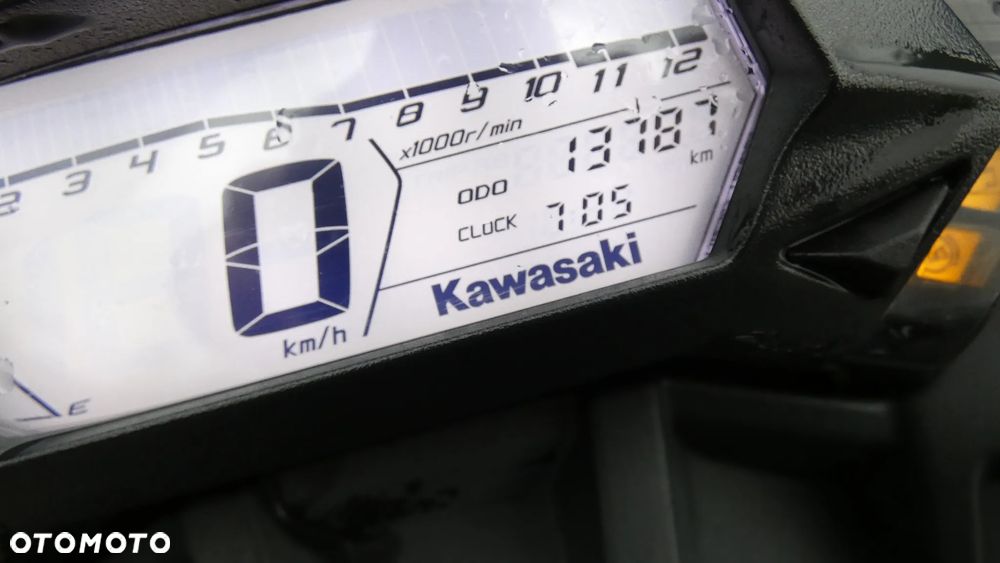 2 3 4 5 6 7 8 9 10 11 12
x1000r/min
ODO 13787 km
CLOCK 7:05
0
km/h
Kawasaki
E
OTOMOTO